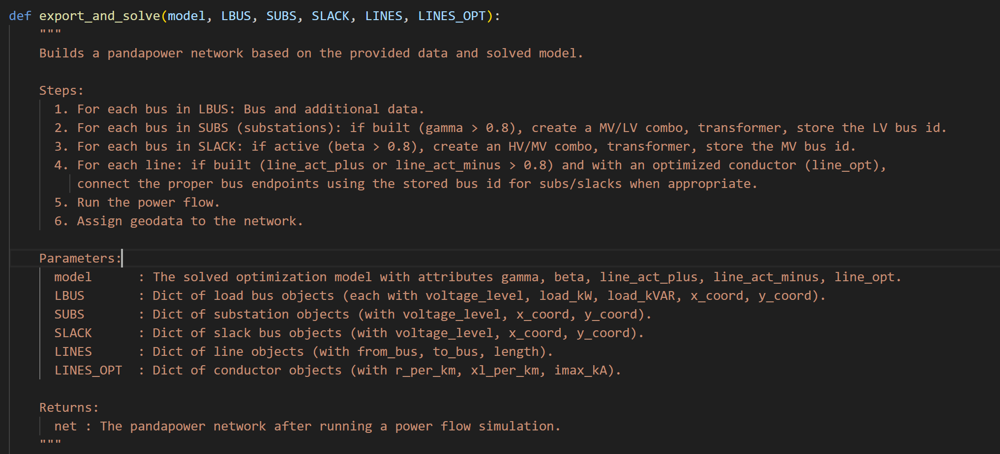 def export_and_solve(model, LBUS, SUBS, SLACK, LINES, LINES_OPT):
"""
Builds a pandapower network based on the provided data and solved model.
Steps:
1. For each bus in LBUS: Bus and additional data.
2. For each bus in SUBS (substations): if built (gamma > 0.8), create a MV/LV combo, transformer, store the LV bus id.
3. For each bus in SLACK: if active (beta > 0.8), create an HV/MV combo, transformer, store the MV bus id.
4. For each line: if built (line_act_plus or line_act_minus > 0.8) and with an optimized conductor (line_opt),
connect the proper bus endpoints using the stored bus id for subs/slacks when appropriate.
5. Run the power flow.
6. Assign geodata to the network.
Parameters:
model      : The solved optimization model with attributes gamma, beta, line_act_plus, line_act_minus, line_opt.
LBUS       : Dict of load bus objects (each with voltage_level, load_kW, load_kVAR, x_coord, y_coord).
SUBS       : Dict of substation objects (with voltage_level, x_coord, y_coord).
SLACK      : Dict of slack bus objects (with voltage_level, x_coord, y_coord).
LINES      : Dict of line objects (with from_bus, to_bus, length).
LINES_OPT  : Dict of conductor objects (with r_per_km, xl_per_km, imax_kA).
Returns:
net : The pandapower network after running a power flow simulation.
"""